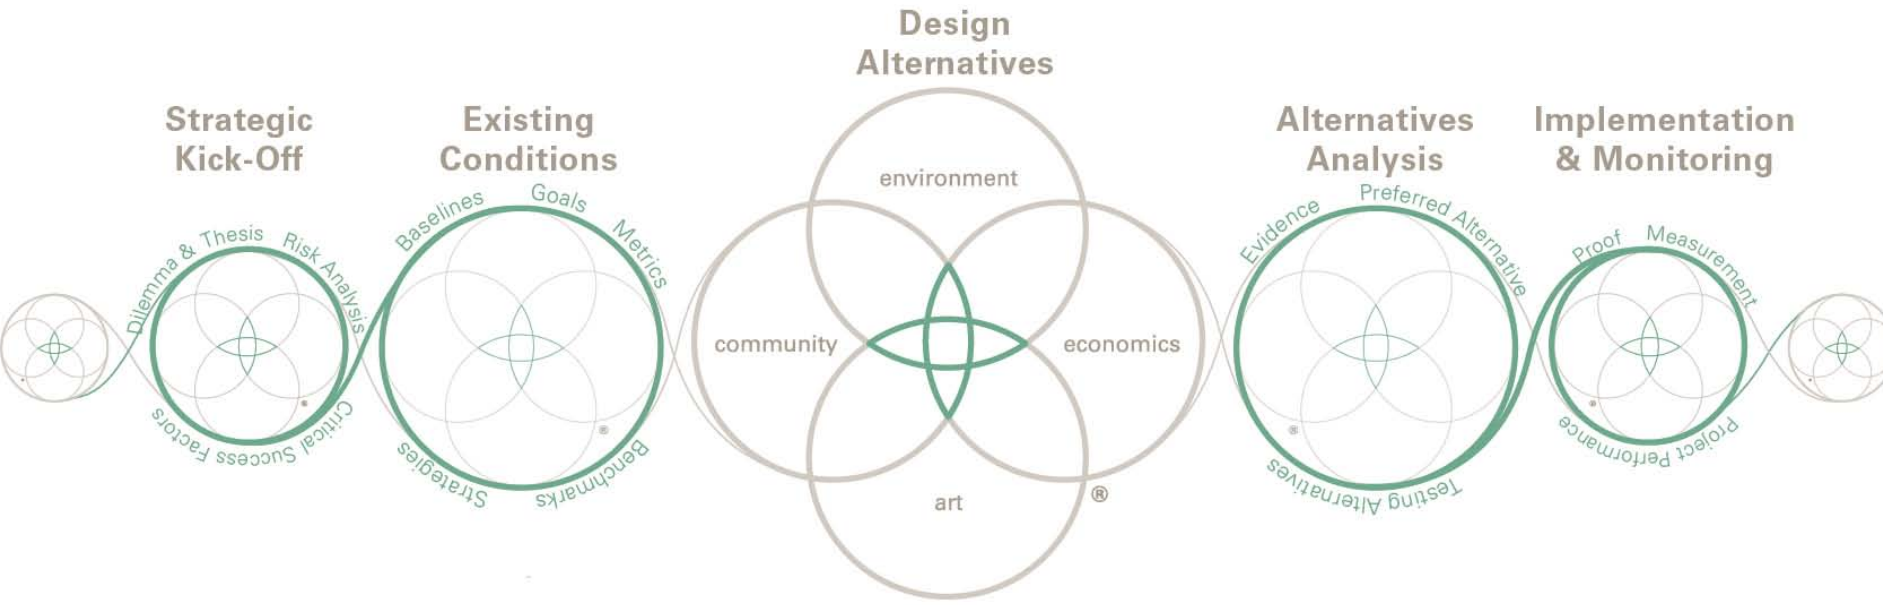 Design
Alternatives
Strategic
Kick-Off
Existing
Conditions
Alternatives
Analysis
Implementation
& Monitoring
Dilemma & Thesis
Risk Analysis
Critical Success Factors
Baselines
Goals
Metrics
Benchmarks
Strategies
®
®
environment
community
economics
art
®
Evidence
Preferred Alternative
Testing Alternatives
®
Proof
Measurement
Project Performance
®